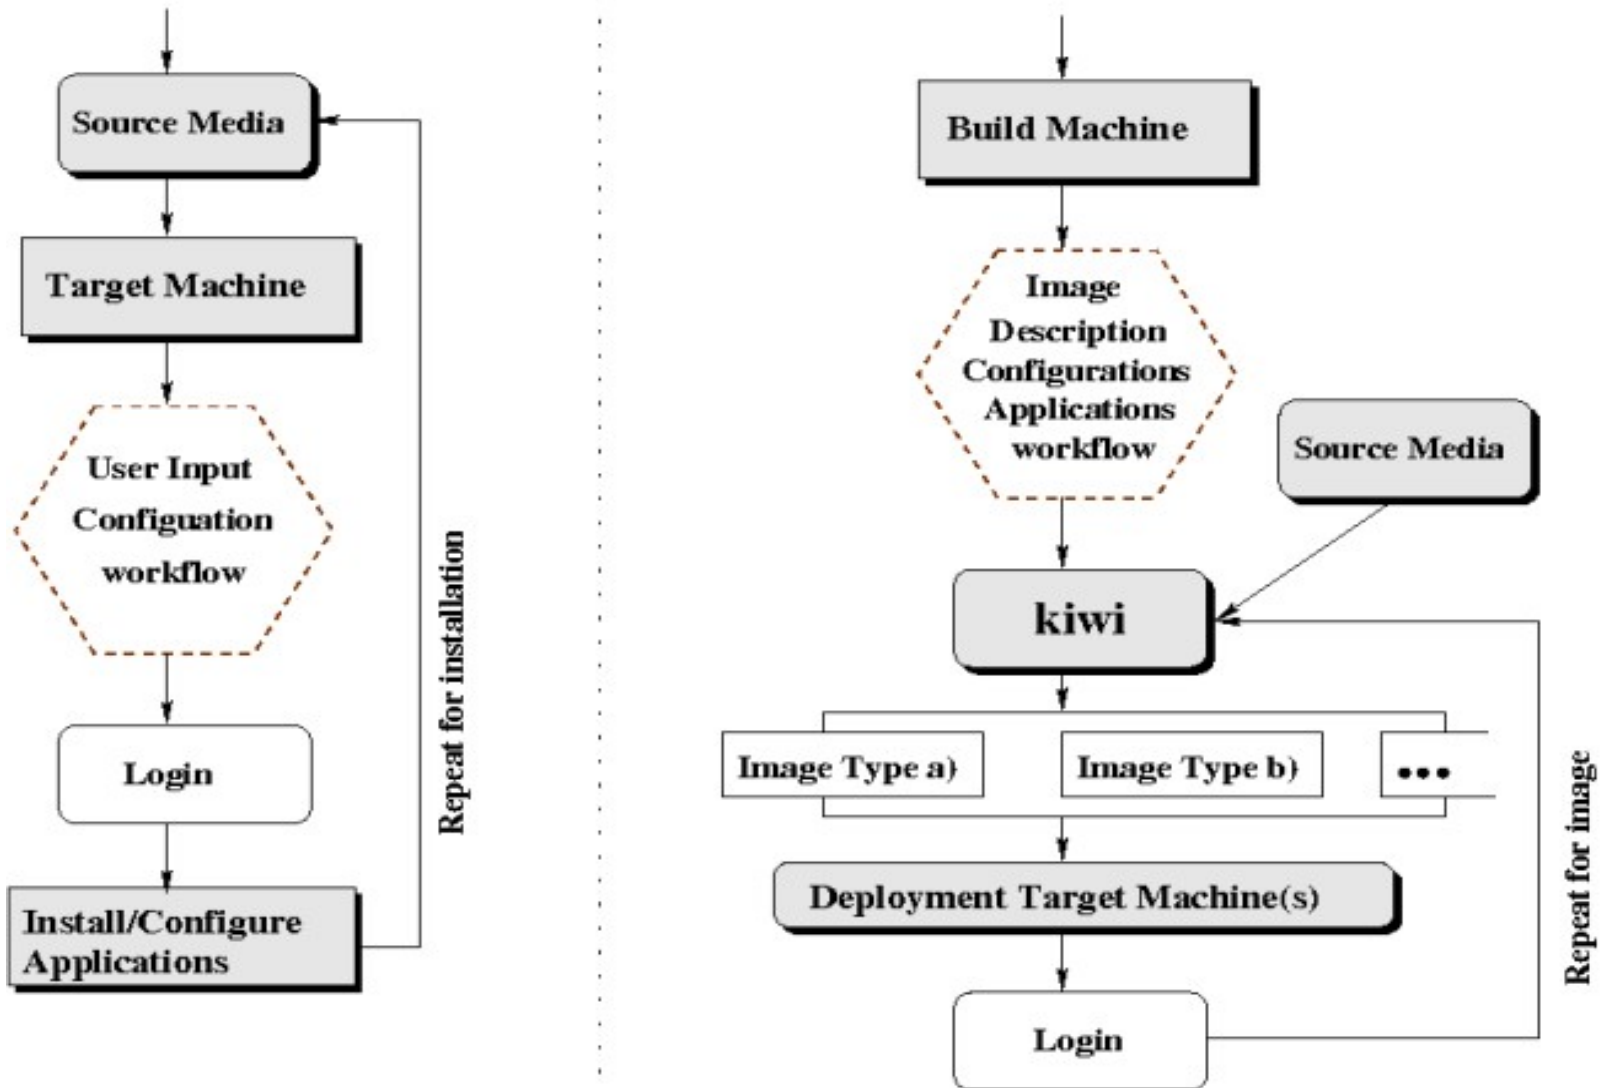 Source Media
Target Machine
User Input
Configuation
workflow
Login
Install/Configure
Applications
Repeat for installation
Build Machine
Image
Description
Configurations
Applications
workflow
Source Media
kiwi
Image Type a)
Image Type b)
•••
Deployment Target Machine(s)
Login
Repeat for image